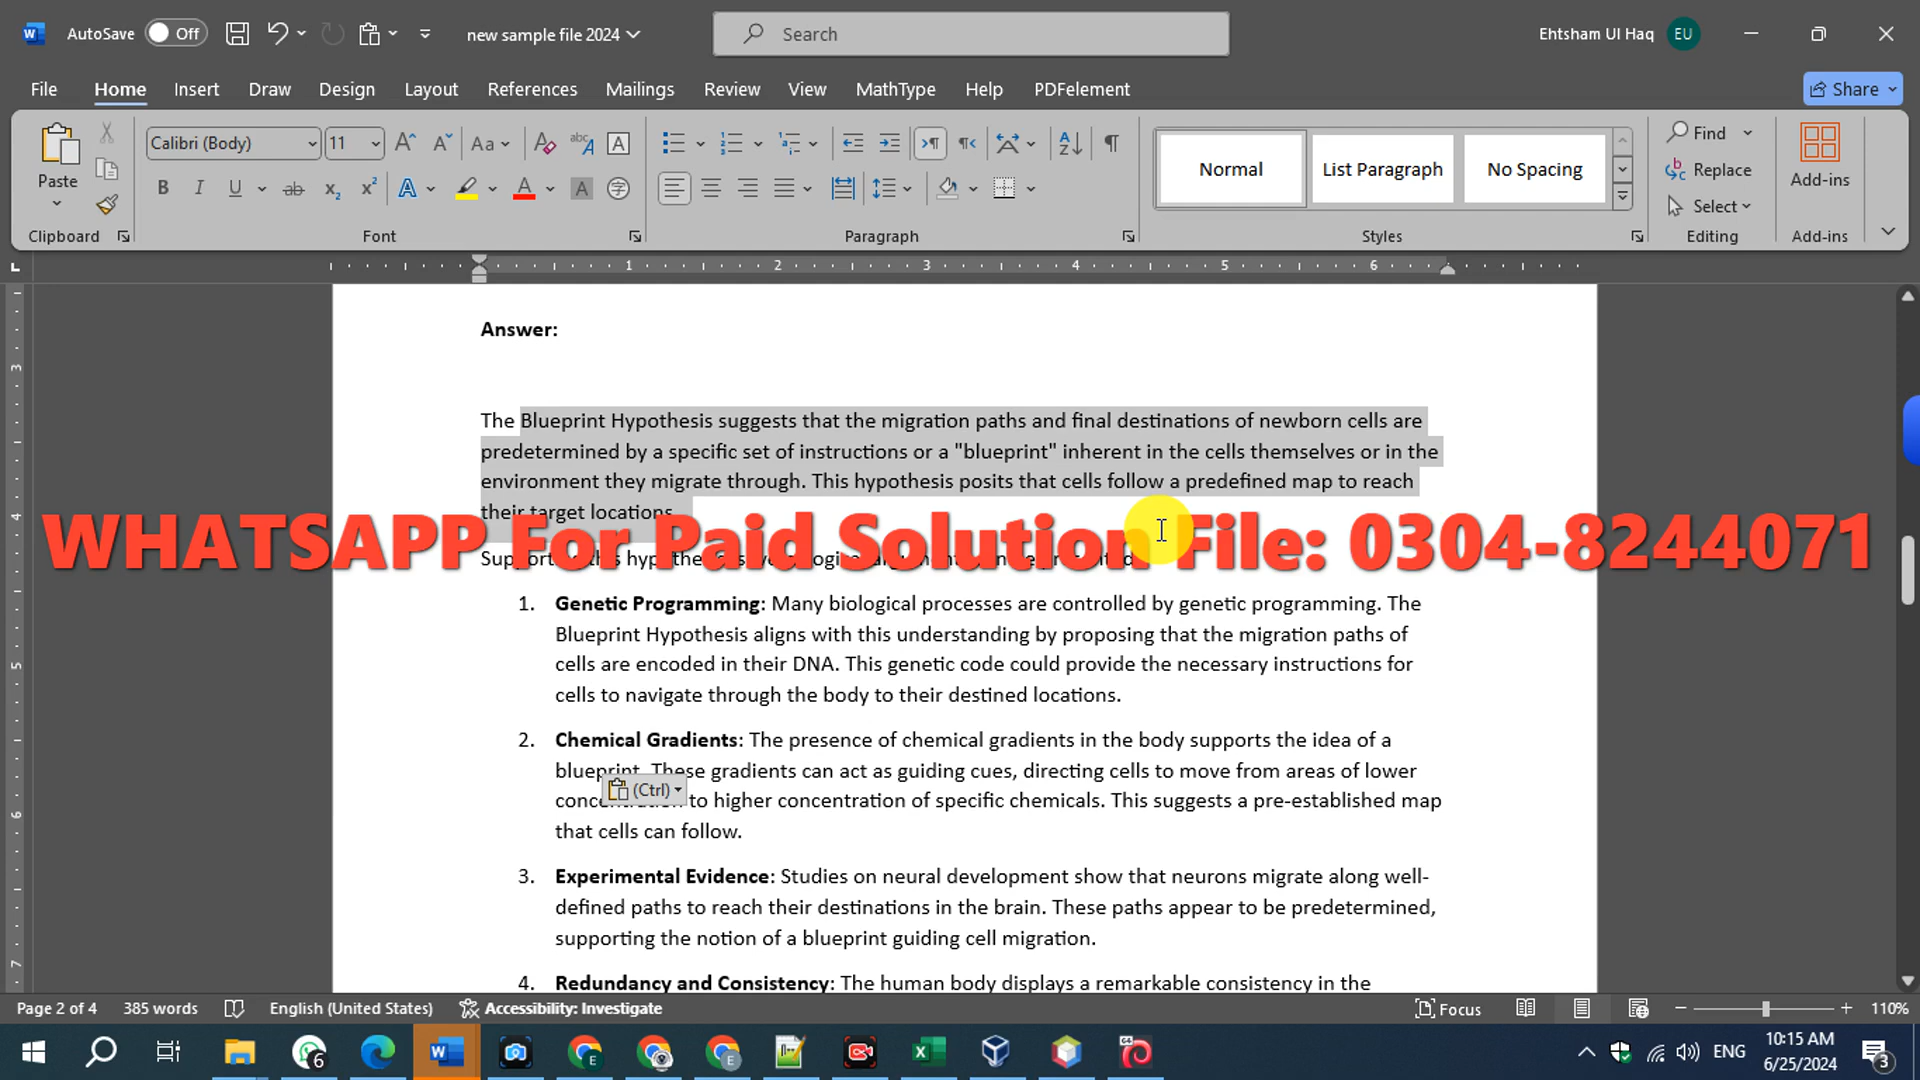 AutoSave Off new sample file 2024 Search Ehtsham Ul Haq EU
File Home Insert Draw Design Layout References Mailings Review View MathType Help PDFelement Share
Paste
Clipboard
Calibri (Body) 11
Font
Paragraph
Normal List Paragraph No Spacing
Styles
Find
Replace
Select
Editing
Add-ins
Add-ins
1 2 3 4 5 6
Answer:
The Blueprint Hypothesis suggests that the migration paths and final destinations of newborn cells are
predetermined by a specific set of instructions or a "blueprint" inherent in the cells themselves or in the
environment they migrate through. This hypothesis posits that cells follow a predefined map to reach
their target locations.
WHATSAPP For Paid Solution File: 0304-8244071
1. Genetic Programming: Many biological processes are controlled by genetic programming. The
Blueprint Hypothesis aligns with this understanding by proposing that the migration paths of
cells are encoded in their DNA. This genetic code could provide the necessary instructions for
cells to navigate through the body to their destined locations.
2. Chemical Gradients: The presence of chemical gradients in the body supports the idea of a
blueprint. These gradients can act as guiding cues, directing cells to move from areas of lower
(Ctrl)
to higher concentration of specific chemicals. This suggests a pre-established map
that cells can follow.
3. Experimental Evidence: Studies on neural development show that neurons migrate along well-
defined paths to reach their destinations in the brain. These paths appear to be predetermined,
supporting the notion of a blueprint guiding cell migration.
4. Redundancy and Consistency: The human body displays a remarkable consistency in the
Page 2 of 4 385 words English (United States) Accessibility: Investigate Focus 110%
6 ENG 10:15 AM
6/25/2024 3